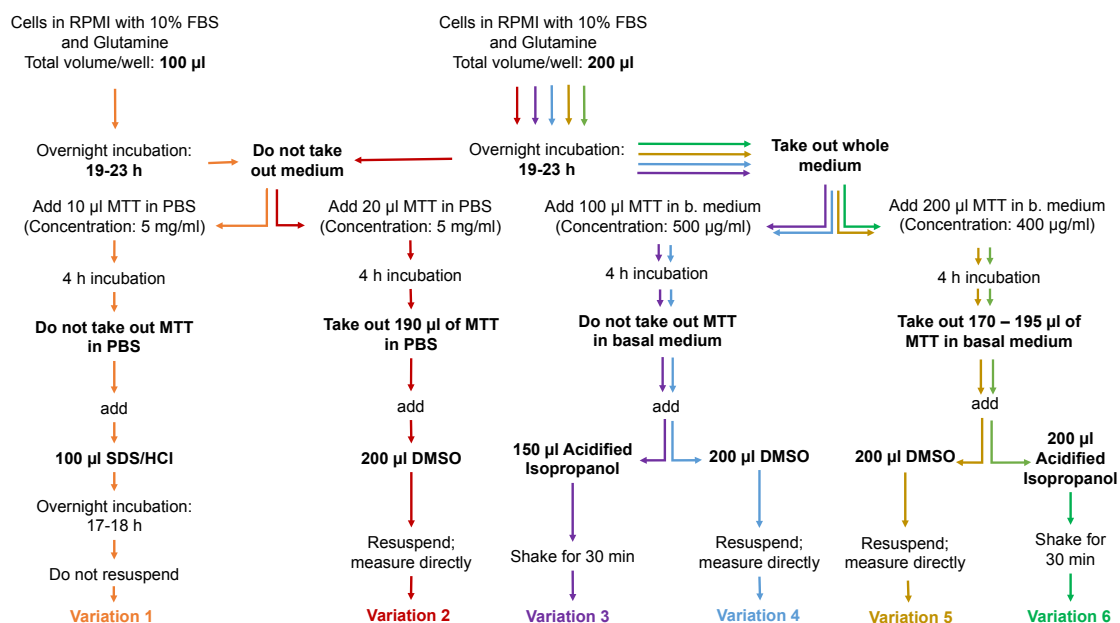 Cells in RPMI with 10% FBS
and Glutamine
Total volume/well: 100 µl
Cells in RPMI with 10% FBS
and Glutamine
Total volume/well: 200 µl
Overnight incubation:
19-23 h
Do not take
out medium
Overnight incubation:
19-23 h
Take out whole
medium
Add 10 µl MTT in PBS
(Concentration: 5 mg/ml)
Add 20 µl MTT in PBS
(Concentration: 5 mg/ml)
Add 100 µl MTT in b. medium
(Concentration: 500 µg/ml)
Add 200 µl MTT in b. medium
(Concentration: 400 µg/ml)
4 h incubation
4 h incubation
4 h incubation
4 h incubation
Do not take out MTT
in PBS
Take out 190 µl of MTT
in PBS
Do not take out MTT
in basal medium
Take out 170 – 195 µl of
MTT in basal medium
add
add
add
add
100 µl SDS/HCl
200 µl DMSO
150 µl Acidified
Isopropanol
200 µl DMSO
200 µl DMSO
200 µl
Acidified
Isopropanol
Overnight incubation:
17-18 h
Do not resuspend
Resuspend;
measure directly
Shake for 30 min
Resuspend;
measure directly
Resuspend;
measure directly
Shake for
30 min
Variation 1
Variation 2
Variation 3
Variation 4
Variation 5
Variation 6